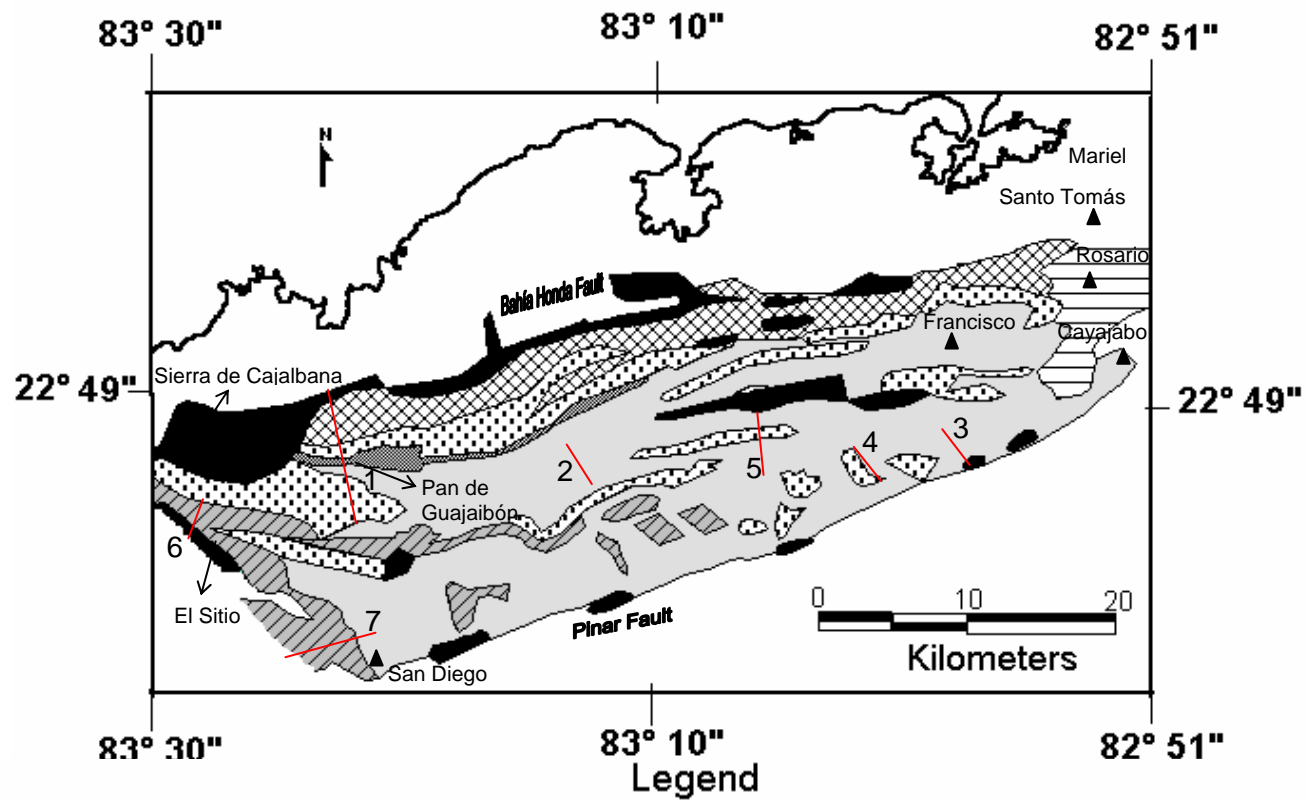 83° 30"
83° 10"
82° 51"
N
Mariel
Santo Tomás
Rosario
Bahía Honda Fault
Francisco
Cayajabo
Sierra de Cajalbana
22° 49"
22° 49"
3
4
5
2
1
Pan de
Guajaibón
6
El Sitio
7
San Diego
Pinar Fault
0 10 20
Kilometers
83° 30"
83° 10"
82° 51"
Legend